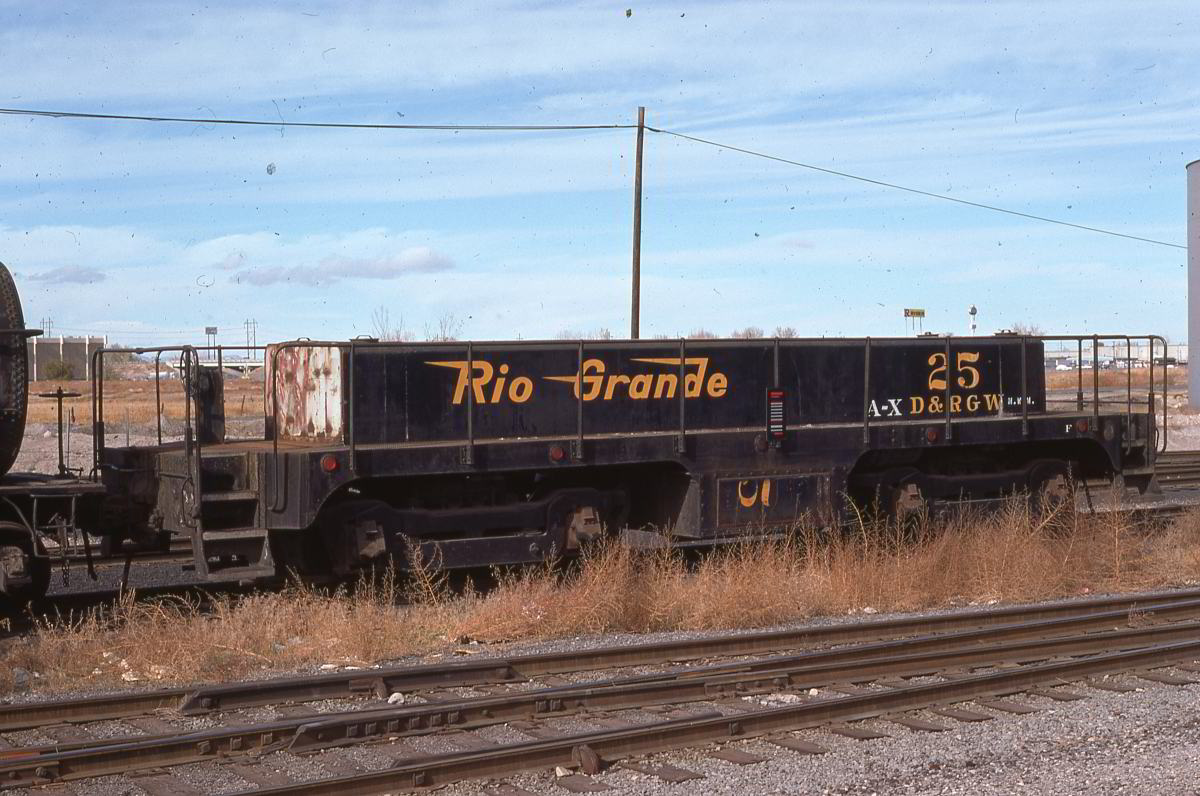 Rio Grande
25
A-X D&RGW
F